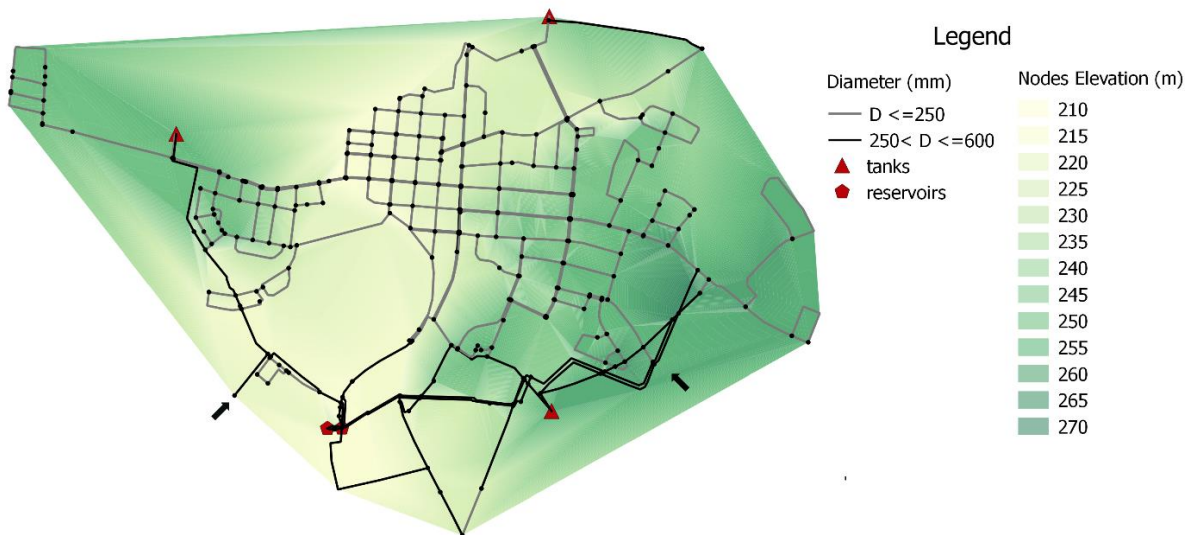 Legend
Diameter (mm)
D <=250
250< D <=600
tanks
reservoirs
Nodes Elevation (m)
210
215
220
225
230
235
240
245
250
255
260
265
270